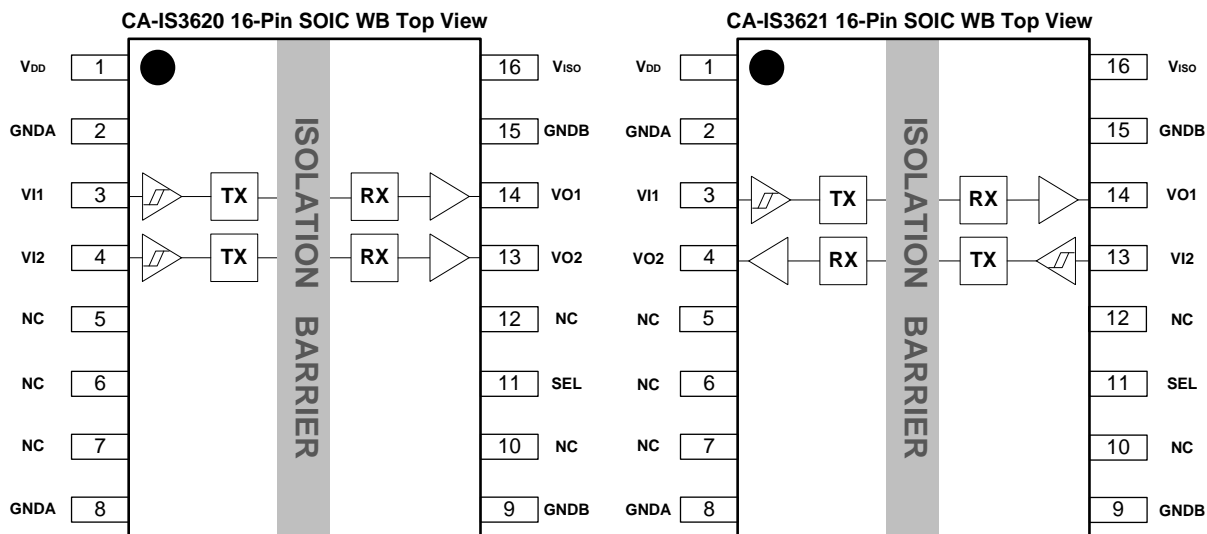 CA-IS3620 16-Pin SOIC WB Top View
VDD 1 16 VISO
GNDA 2 15 GNDB
VI1 3 TX RX 14 VO1
VI2 4 TX RX 13 VO2
NC 5 12 NC
NC 6 11 SEL
NC 7 10 NC
GNDA 8 9 GNDB
ISOLATION BARRIER
CA-IS3621 16-Pin SOIC WB Top View
VDD 1 16 VISO
GNDA 2 15 GNDB
VI1 3 TX RX 14 VO1
VO2 4 RX TX 13 VI2
NC 5 12 NC
NC 6 11 SEL
NC 7 10 NC
GNDA 8 9 GNDB
ISOLATION BARRIER